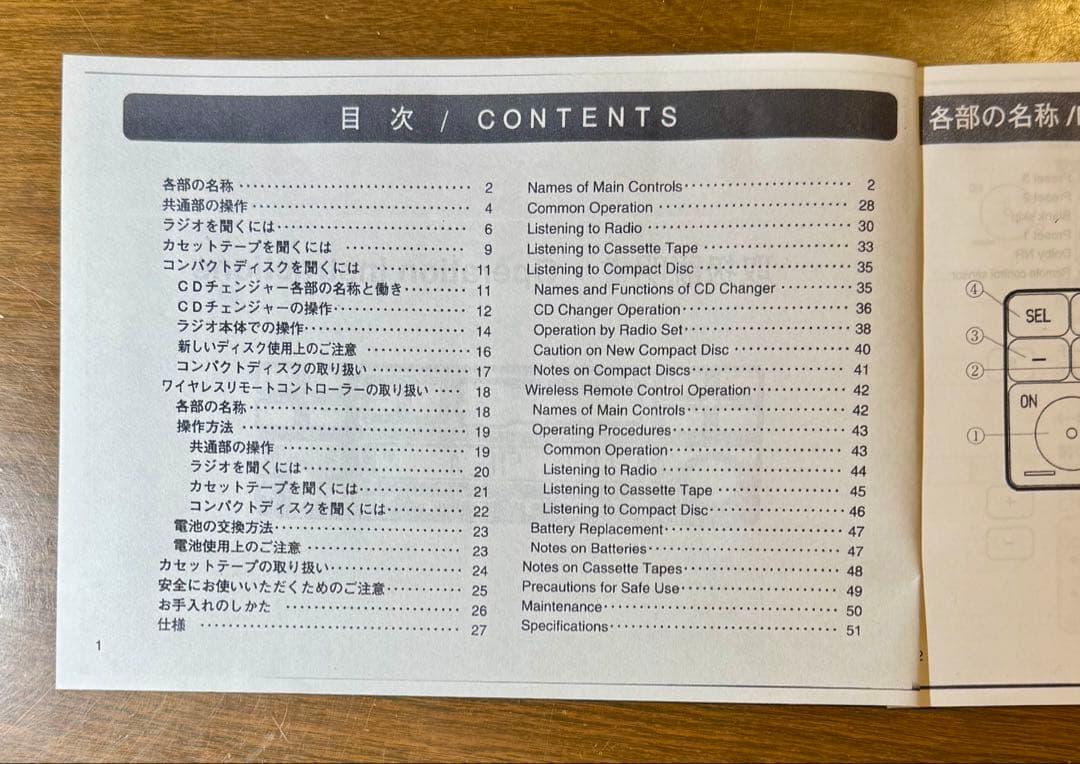 目 次 / CONTENTS
各部の名称 2
共通部の操作 4
ラジオを聞くには 6
カセットテープを聞くには 9
コンパクトディスクを聞くには 11
CDチェンジャー各部の名称と働き 11
CDチェンジャーの操作 12
ラジオ本体での操作 14
新しいディスク使用上のご注意 16
コンパクトディスクの取り扱い 17
ワイヤレスリモートコントローラーの取り扱い 18
各部の名称 18
操作方法 19
共通部の操作 19
ラジオを聞くには 20
カセットテープを聞くには 21
コンパクトディスクを聞くには 22
電池の交換方法 23
電池使用上のご注意 23
カセットテープの取り扱い 24
安全にお使いいただくためのご注意 25
お手入れのしかた 26
仕様 27
Names of Main Controls 2
Common Operation 28
Listening to Radio 30
Listening to Cassette Tape 33
Listening to Compact Disc 35
Names and Functions of CD Changer 35
CD Changer Operation 36
Operation by Radio Set 38
Caution on New Compact Disc 40
Notes on Compact Discs 41
Wireless Remote Control Operation 42
Names of Main Controls 42
Operating Procedures 43
Common Operation 43
Listening to Radio 44
Listening to Cassette Tape 45
Listening to Compact Disc 46
Battery Replacement 47
Notes on Batteries 47
Notes on Cassette Tapes 48
Precautions for Safe Use 49
Maintenance 50
Specifications 51
1
各部の名称 /
④
SEL
③
−
②
ON
①
2